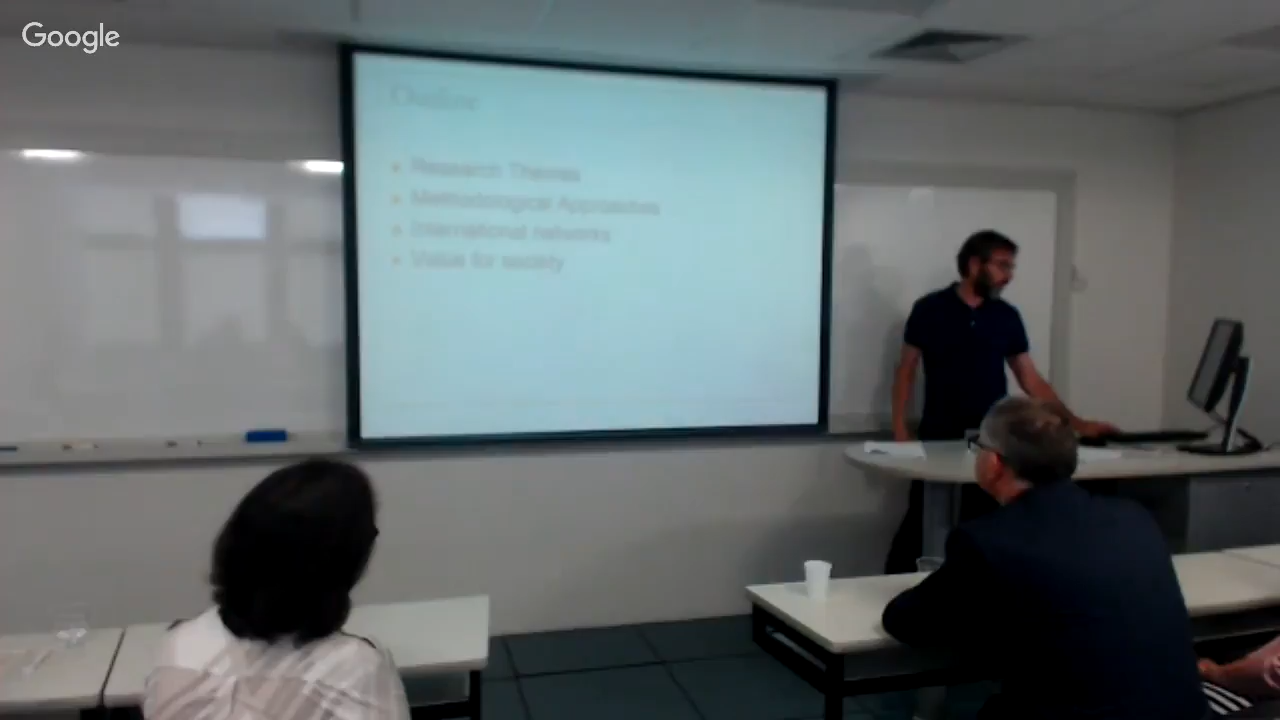 Google
Outline
Research Themes
Methodological Approaches
International networks
Value for society